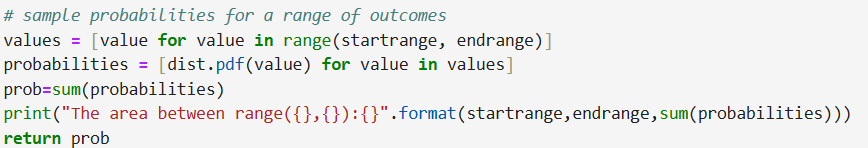 # sample probabilities for a range of outcomes
values = [value for value in range(startrange, endrange)]
probabilities = [dist.pdf(value) for value in values]
prob=sum(probabilities)
print("The area between range({},{}):{}".format(startrange,endrange,sum(probabilities)))
return prob